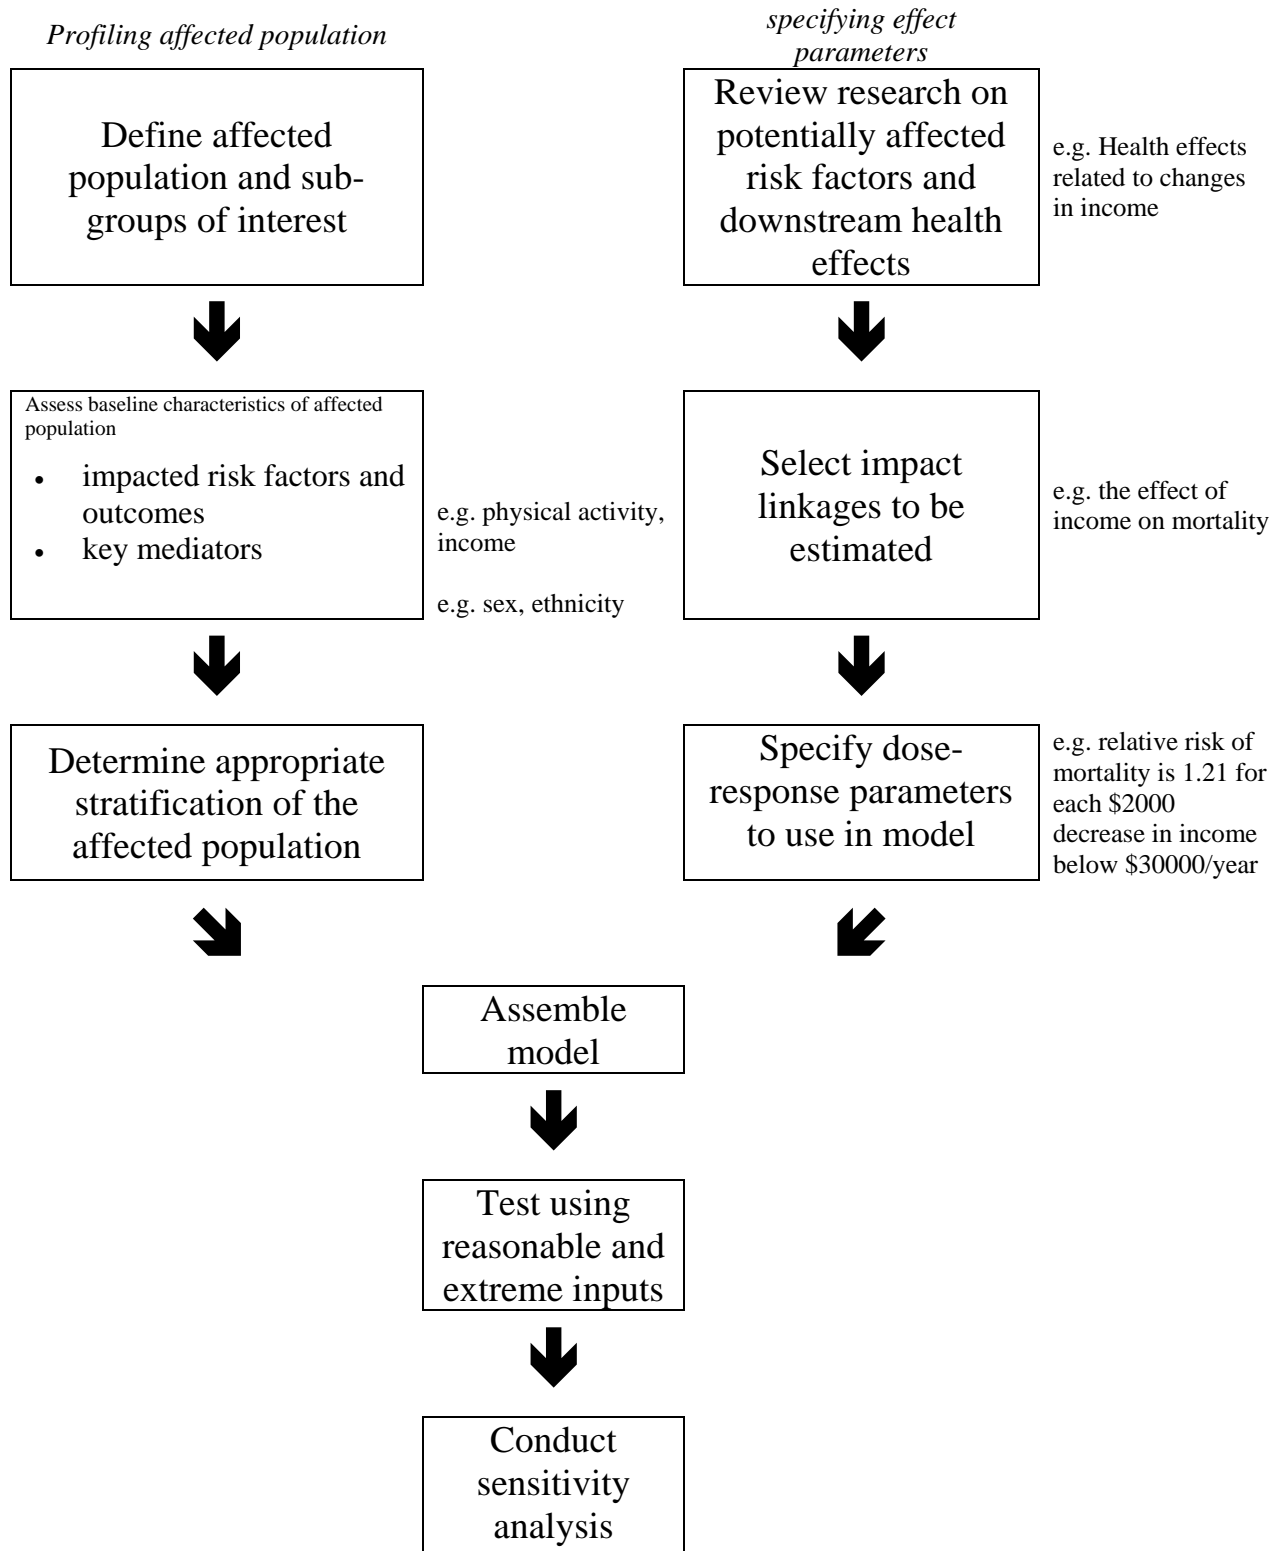 Profiling affected population
specifying effect
parameters
Define affected
population and sub-
groups of interest
Review research on
potentially affected
risk factors and
downstream health
effects
e.g. Health effects
related to changes
in income
Assess baseline characteristics of affected
population
• impacted risk factors and
outcomes
• key mediators
e.g. physical activity,
income
e.g. sex, ethnicity
Select impact
linkages to be
estimated
e.g. the effect of
income on mortality
Determine appropriate
stratification of the
affected population
Specify dose-
response parameters
to use in model
e.g. relative risk of
mortality is 1.21 for
each $2000
decrease in income
below $30000/year
Assemble
model
Test using
reasonable and
extreme inputs
Conduct
sensitivity
analysis